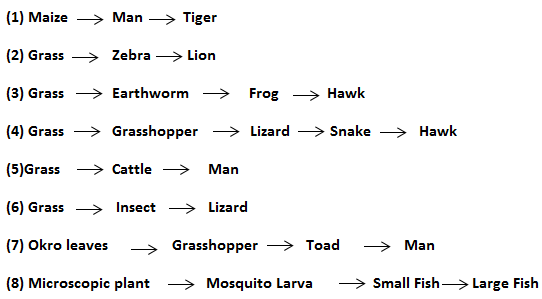 (1) Maize → Man → Tiger
(2) Grass → Zebra → Lion
(3) Grass → Earthworm → Frog → Hawk
(4) Grass → Grasshopper → Lizard → Snake → Hawk
(5)Grass → Cattle → Man
(6) Grass → Insect → Lizard
(7) Okro leaves → Grasshopper → Toad → Man
(8) Microscopic plant → Mosquito Larva → Small Fish → Large Fish